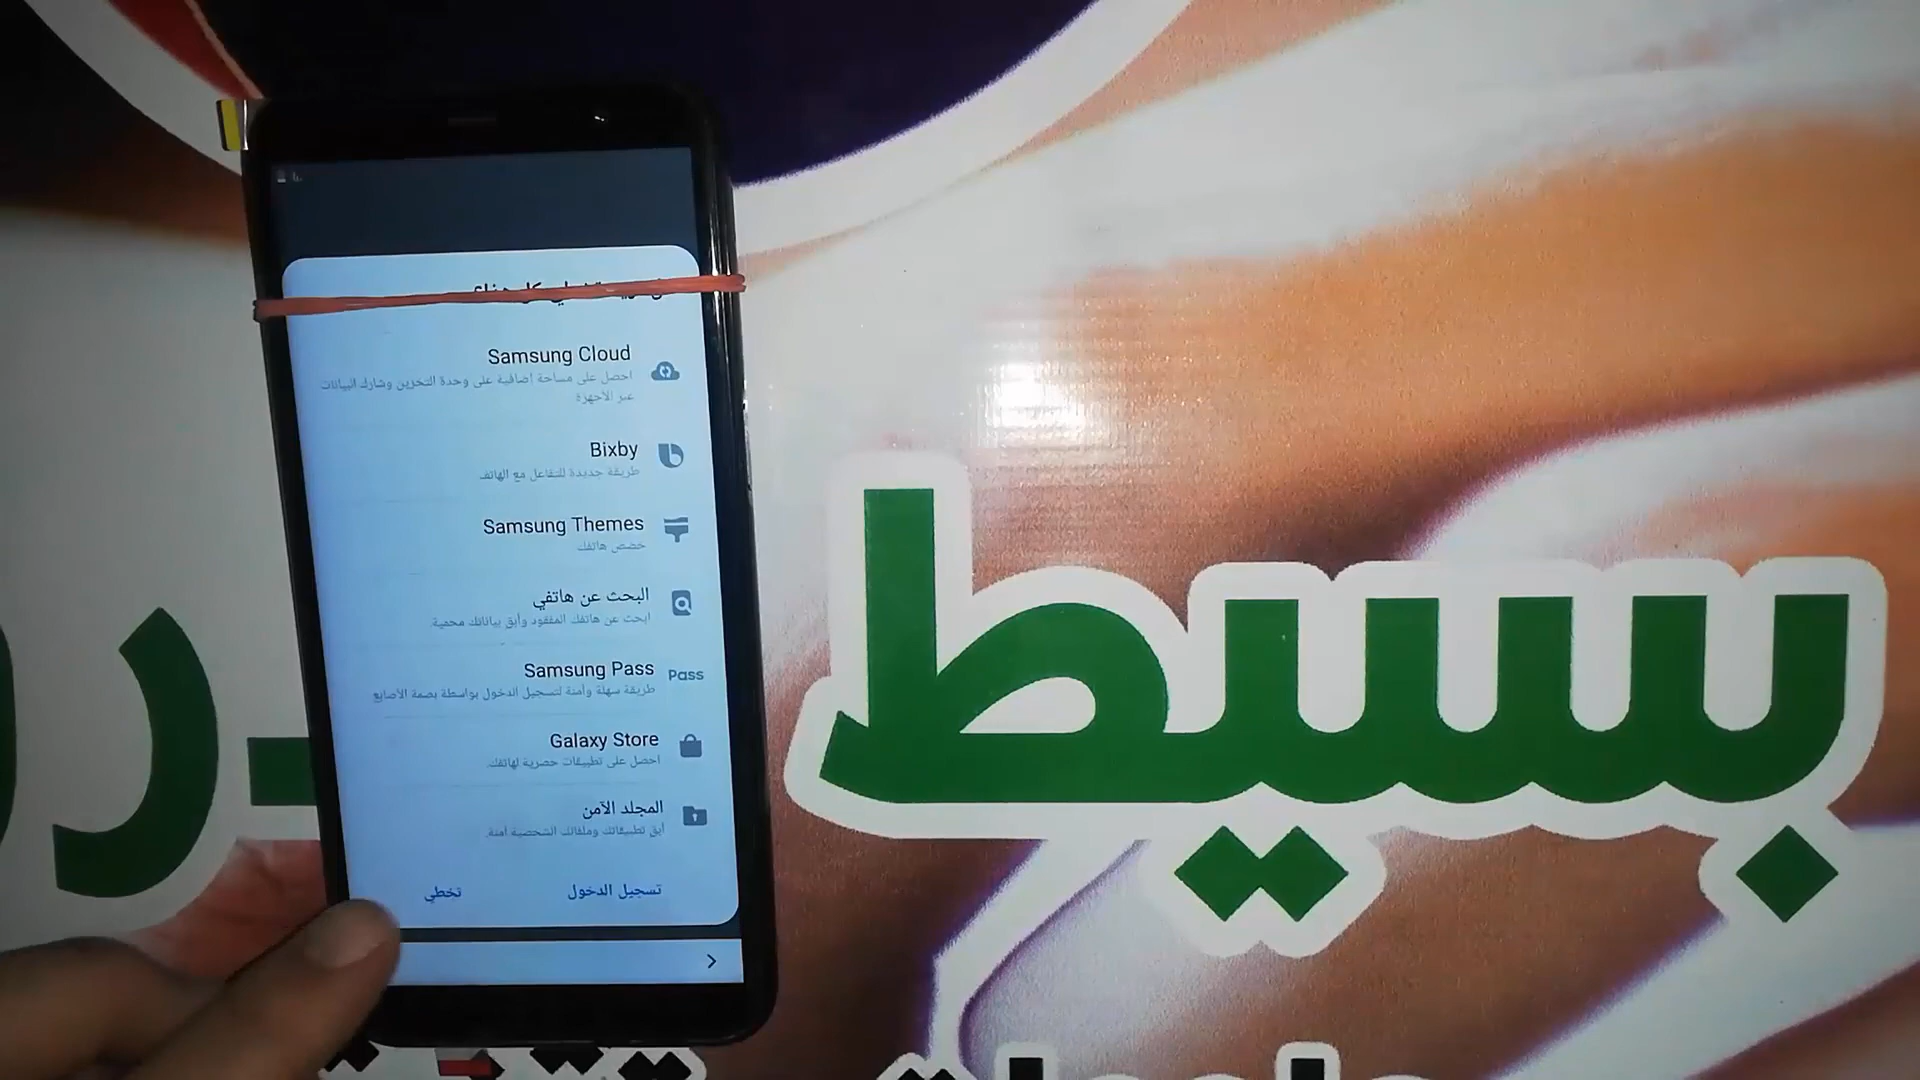 Samsung Cloud
احصل على مساحة إضافية على وحدة التخزين وشارك البيانات
عبر الأجهزة
Bixby
طريقة جديدة للتفاعل مع الهاتف
Samsung Themes
خصص هاتفك
البحث عن هاتفي
ابحث عن هاتفك المفقود وأبق بياناتك محمية.
Samsung Pass
Pass
طريقة سهلة وآمنة لتسجيل الدخول بواسطة بصمة الأصابع
Galaxy Store
احصل على تطبيقات حصرية لهاتفك.
المجلد الآمن
أبق تطبيقاتك وملفاتك الشخصية آمنة.
تسجيل الدخول
تخطي
بسيط